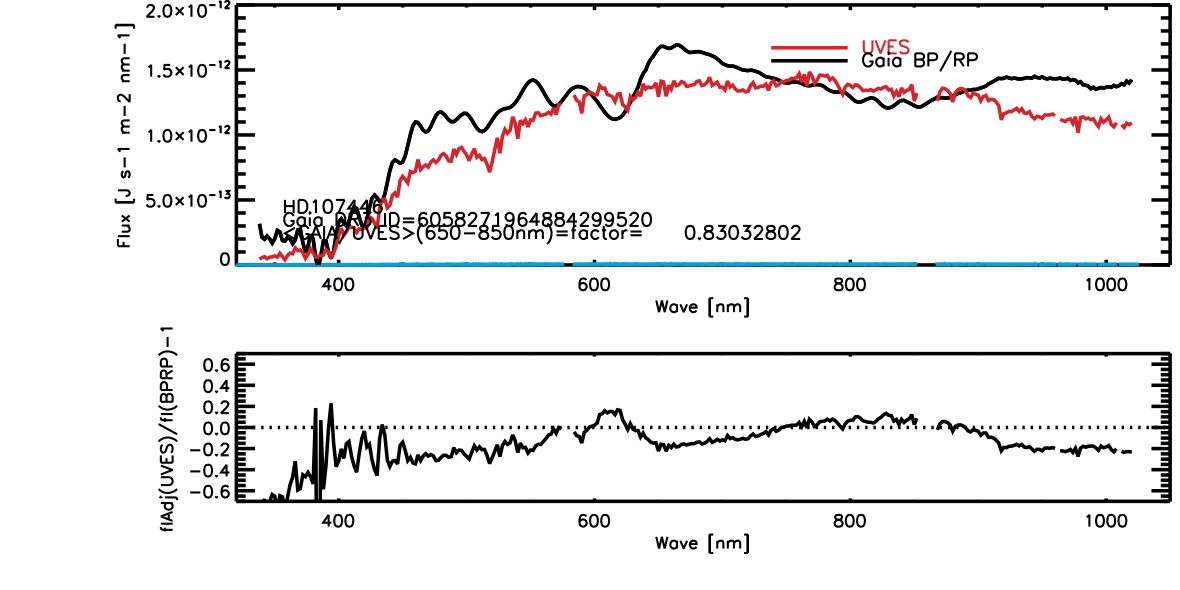 2.0×10−12
1.5×10−12
1.0×10−12
5.0×10−13
0
Flux [J s−1 m−2 nm−1]
UVES
Gaia BP/RP
HD107446
Gaia DR3 ID=6058271964884299520
<GAIA/UVES>(650−850nm)=factor= 0.83032802
400 600 800 1000
Wave [nm]
flAdj(UVES)/fl(BPRP)−1
0.6
0.4
0.2
0.0
−0.2
−0.4
−0.6
400 600 800 1000
Wave [nm]